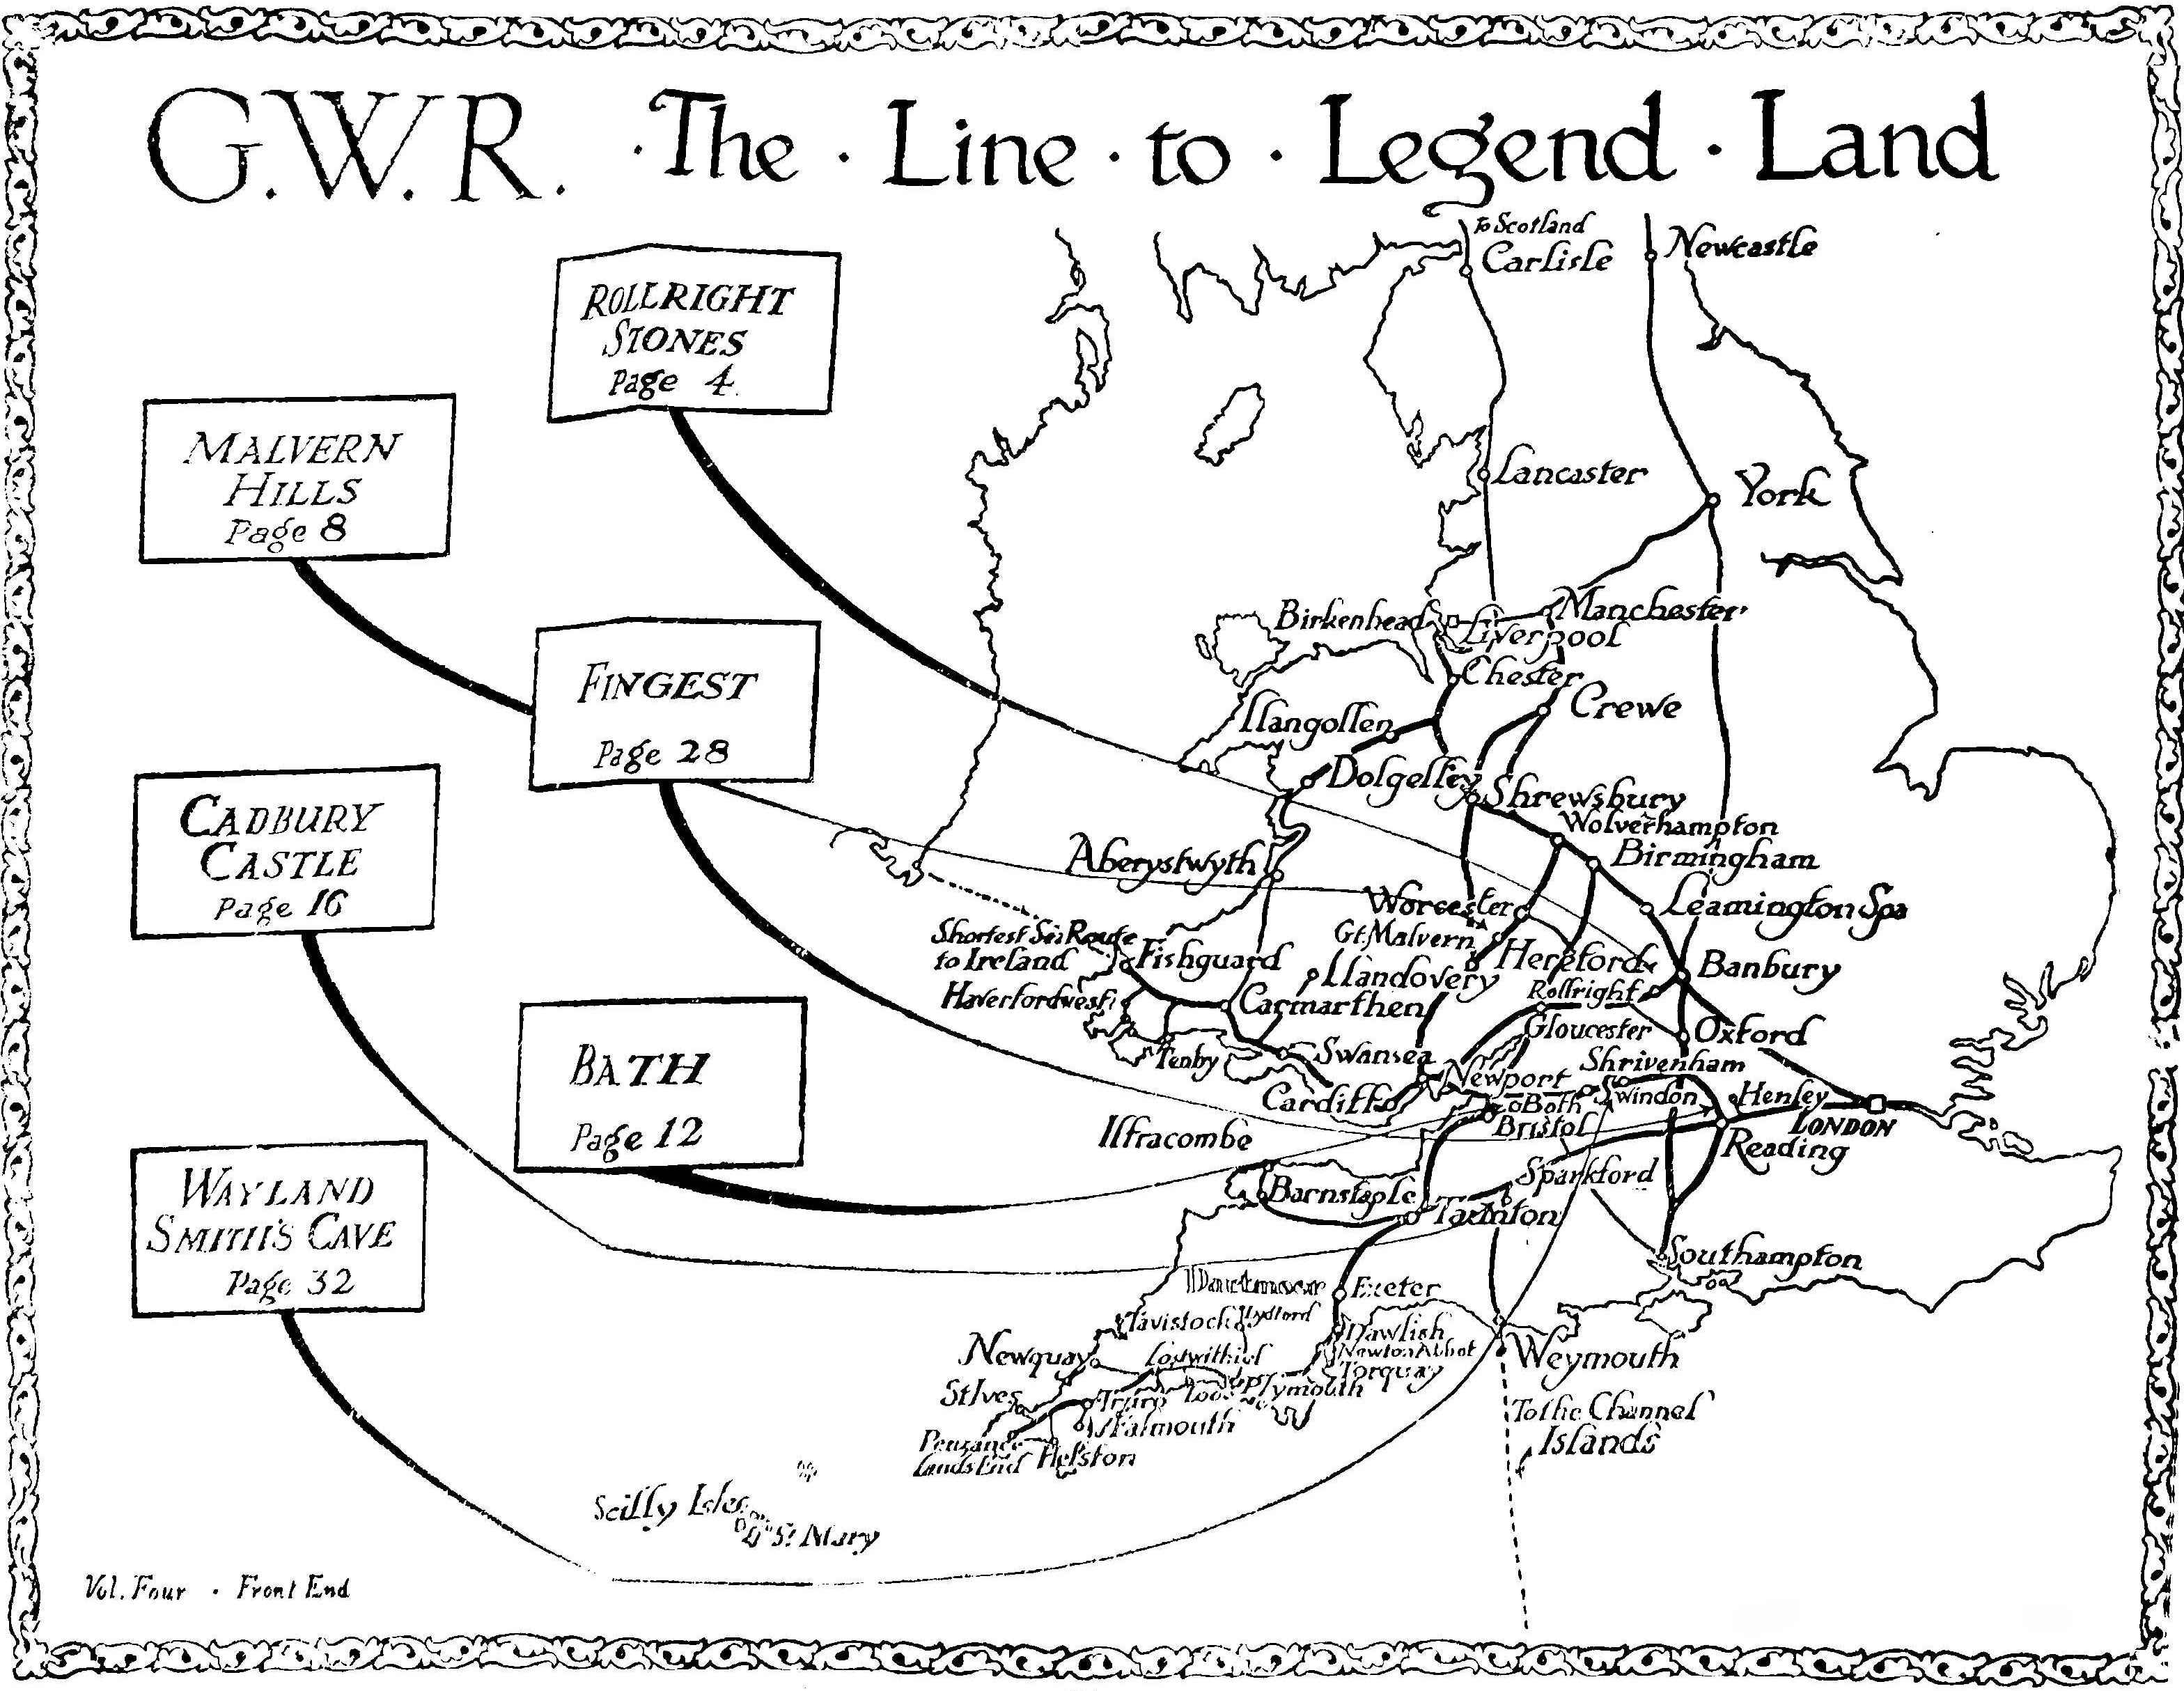 G.W.R. · The · Line · to · Legend · Land
ROLLRIGHT
STONES
Page 4.
MALVERN
HILLS
Page 8
FINGEST
Page 28
CADBURY
CASTLE
Page 16
BATH
Page 12
WAYLAND
SMITH'S CAVE
Page 32
To Scotland
Carlisle
Newcastle
Lancaster
York
Birkenhead
Liverpool
Manchester
Chester
Crewe
Llangollen
Dolgelley
Shrewsbury
Wolverhampton
Birmingham
Aberystwyth
Worcester
Leamington Spa
Gt. Malvern
Shortest Sea Route
to Ireland
Fishguard
Llandovery
Hereford
Banbury
Haverfordwest
Carmarthen
Rollright
Gloucester
Oxford
Tenby
Swansea
Shrivenham
Cardiff
Newport
Swindon
Henley
Bath
LONDON
Bristol
Ilfracombe
Reading
Sparkford
Barnstaple
Taunton
Southampton
Dartmoor
Exeter
Tavistock
Lydford
Dawlish
Newquay
Lostwithiel
Newton Abbot
Weymouth
Torquay
St Ives
Truro
Looe
Plymouth
Falmouth
To the Channel
Islands
Penzance
Lands End
Helston
Scilly Isles
St Mary
Vol. Four · Front End